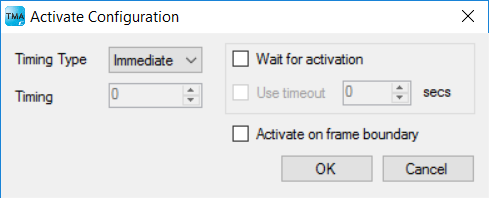 TMA Activate Configuration
Timing Type Immediate
Timing 0
Wait for activation
Use timeout 0 secs
Activate on frame boundary
OK Cancel